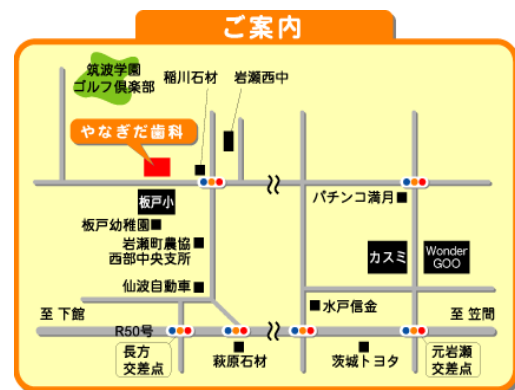 ご案内
筑波学園
ゴルフ倶楽部
稲川石材
岩瀬西中
やなぎだ歯科
板戸小
パチンコ満月
板戸幼稚園
岩瀬町農協
西部中央支所
カスミ
Wonder
GOO
仙波自動車
水戸信金
至 下館
至 笠間
R50号
長方
交差点
萩原石材
茨城トヨタ
元岩瀬
交差点